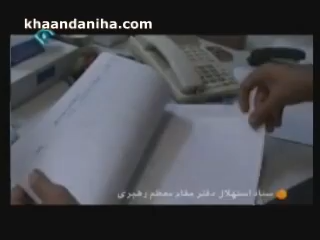 khaandaniha.com
ستاد استهلال دفتر مقام معظم رهبری